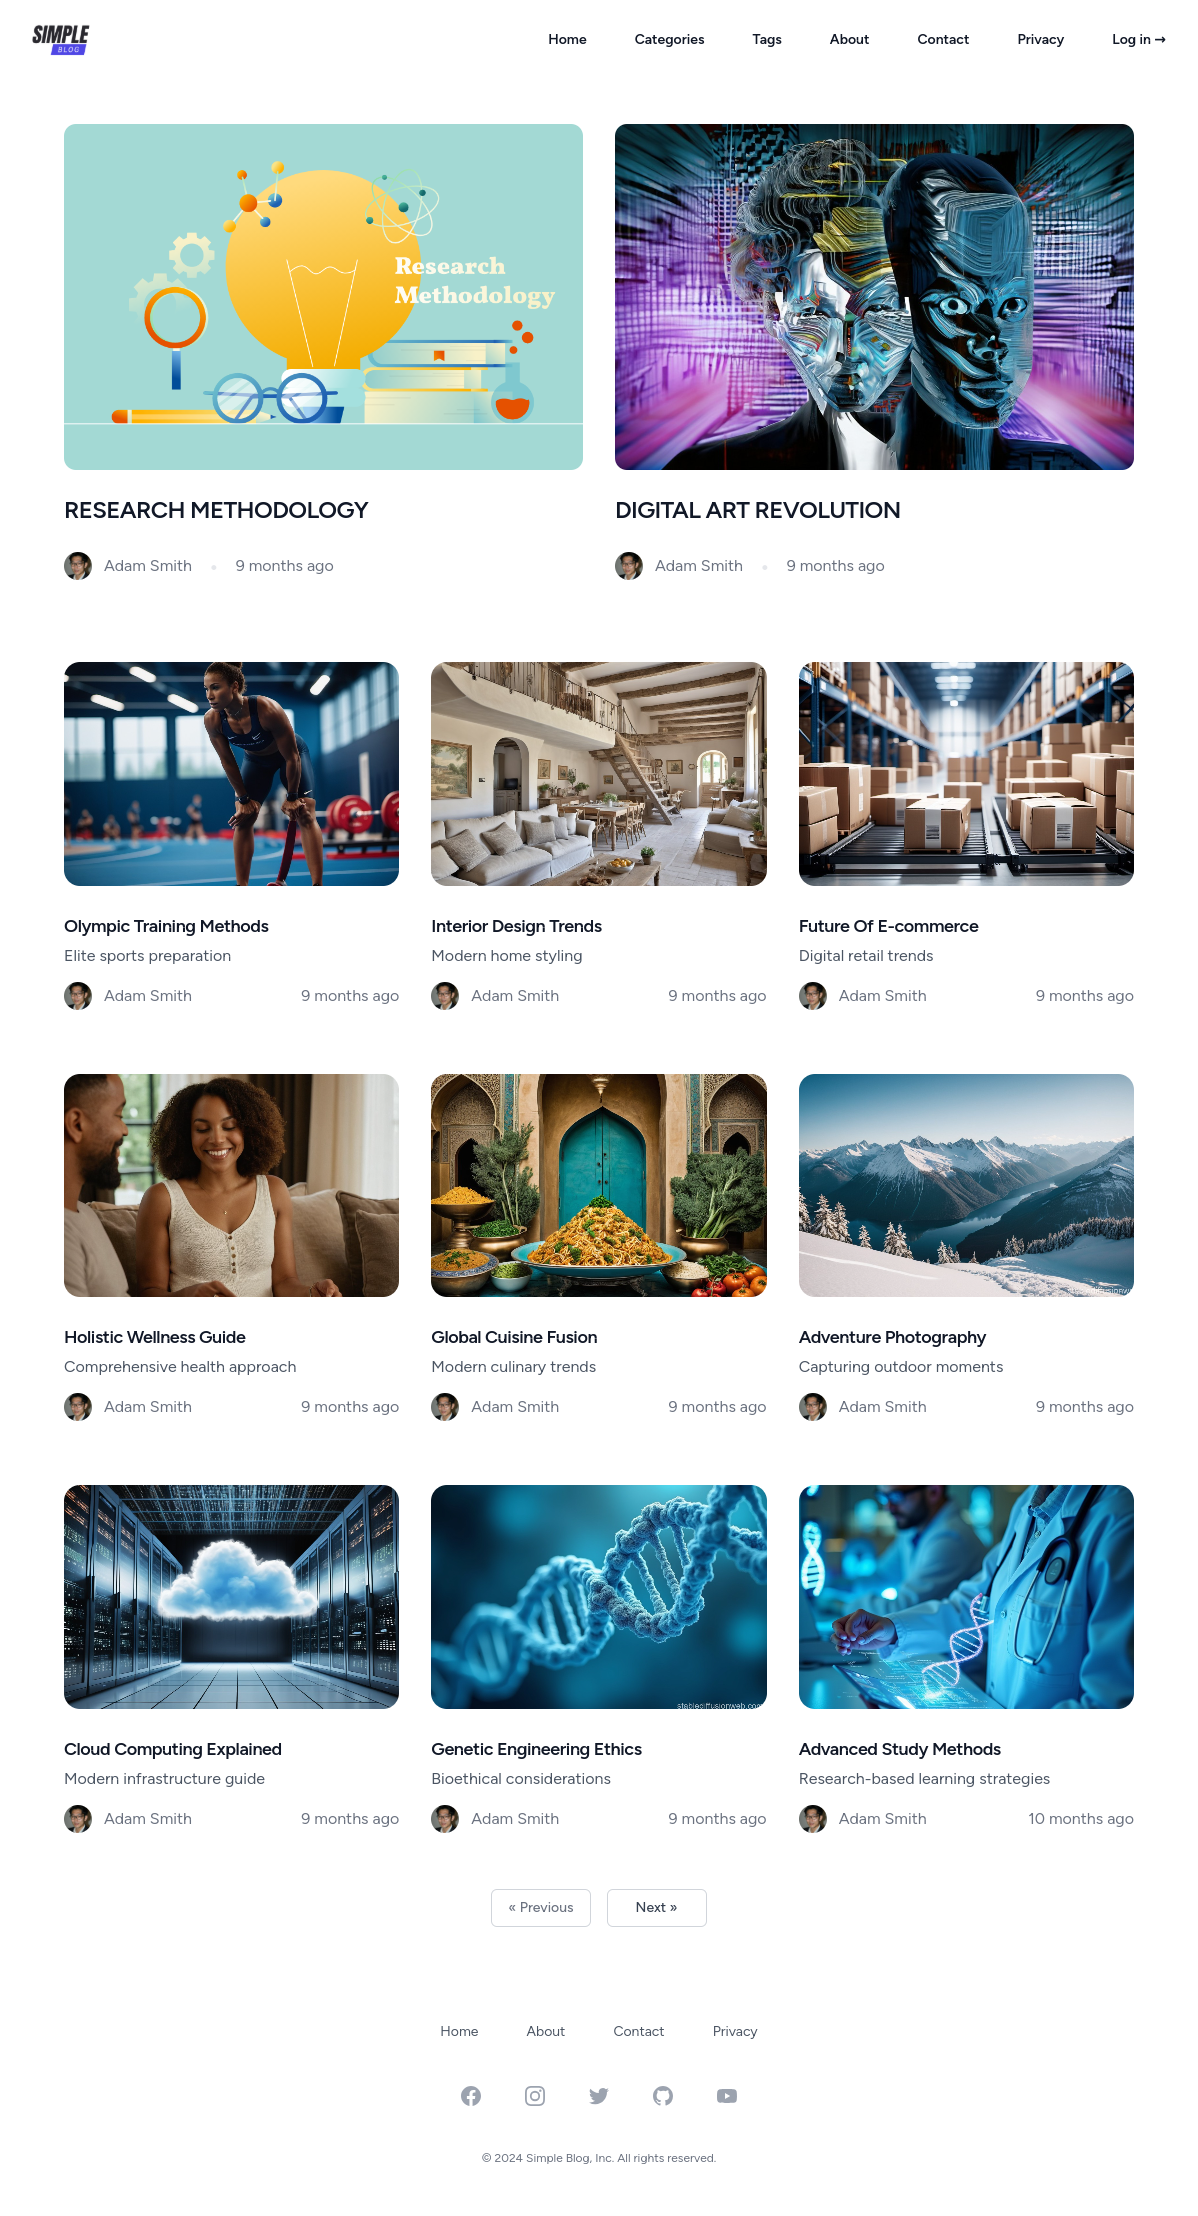 SIMPLE
BLOG
Home Categories Tags About Contact Privacy Log in →
Research
Methodology
RESEARCH METHODOLOGY
Adam Smith • 9 months ago
DIGITAL ART REVOLUTION
Adam Smith • 9 months ago
Olympic Training Methods
Elite sports preparation
Adam Smith 9 months ago
Interior Design Trends
Modern home styling
Adam Smith 9 months ago
Future Of E-commerce
Digital retail trends
Adam Smith 9 months ago
Holistic Wellness Guide
Comprehensive health approach
Adam Smith 9 months ago
Global Cuisine Fusion
Modern culinary trends
Adam Smith 9 months ago
Adventure Photography
Capturing outdoor moments
Adam Smith 9 months ago
stablediffusionweb.com
Cloud Computing Explained
Modern infrastructure guide
Adam Smith 9 months ago
Genetic Engineering Ethics
Bioethical considerations
Adam Smith 9 months ago
Advanced Study Methods
Research-based learning strategies
Adam Smith 10 months ago
« Previous Next »
Home About Contact Privacy
© 2024 Simple Blog, Inc. All rights reserved.